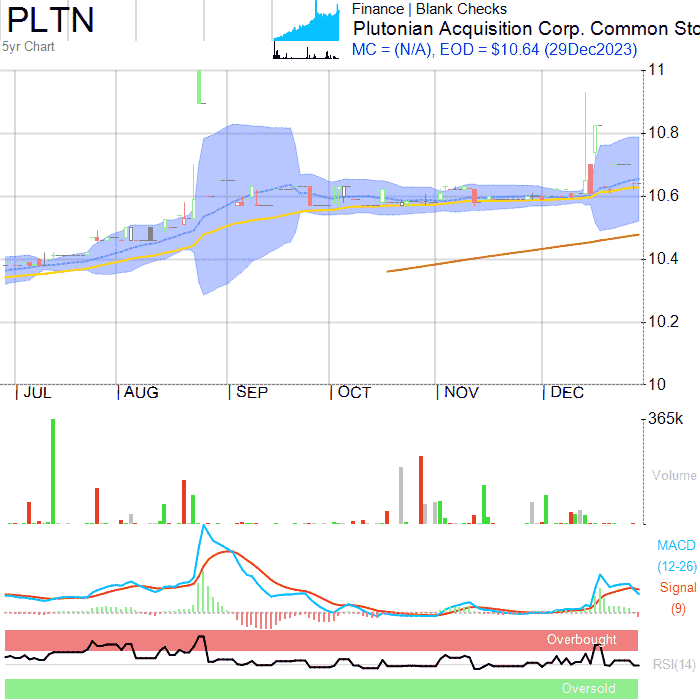 PLTN
5yr Chart
Finance | Blank Checks
Plutonian Acquisition Corp. Common Sto
MC = (N/A), EOD = $10.64 (29Dec2023)
11
10.8
10.6
10.4
10.2
10
JUL AUG SEP OCT NOV DEC
365k
Volume
MACD
(12-26)
Signal
(9)
Overbought
RSI(14)
Oversold